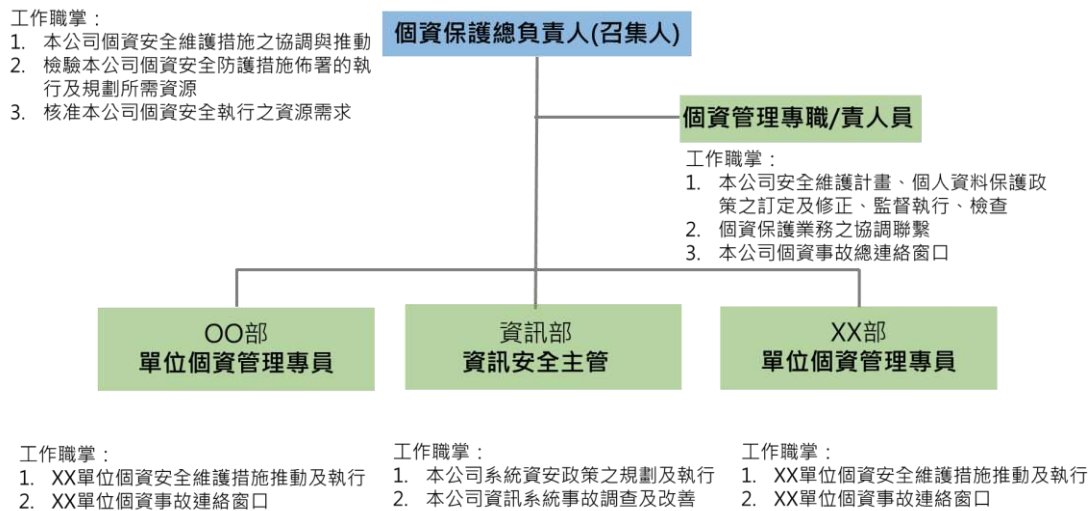 工作職掌：
1. 本公司個資安全維護措施之協調與推動
2. 檢驗本公司個資安全防護措施佈署的執
行及規劃所需資源
3. 核准本公司個資安全執行之資源需求
個資保護總負責人(召集人)
個資管理專職/責人員
工作職掌：
1. 本公司安全維護計畫、個人資料保護政
策之訂定及修正、監督執行、檢查
2. 個資保護業務之協調聯繫
3. 本公司個資事故總連絡窗口
OO部
單位個資管理專員
資訊部
資訊安全主管
XX部
單位個資管理專員
工作職掌：
1. XX單位個資安全維護措施推動及執行
2. XX單位個資事故連絡窗口
工作職掌：
1. 本公司系統資安政策之規劃及執行
2. 本公司資訊系統事故調查及改善
工作職掌：
1. XX單位個資安全維護措施推動及執行
2. XX單位個資事故連絡窗口